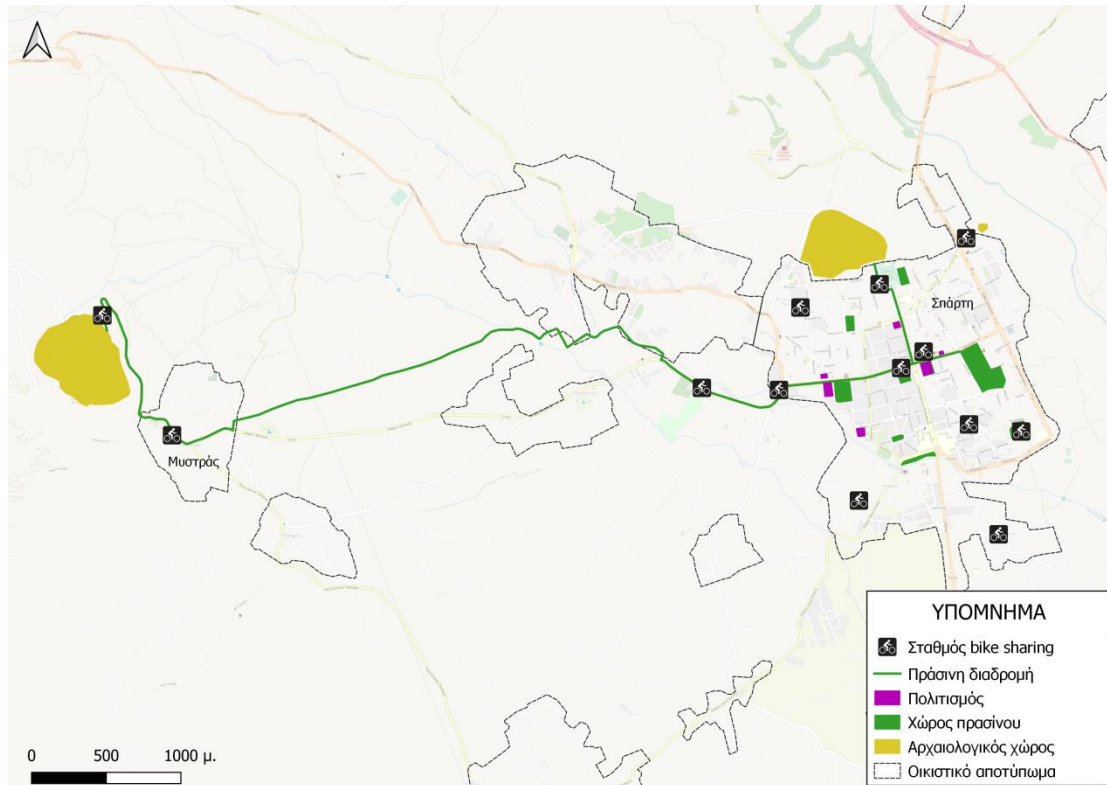 Σπάρτη
Μυστράς
ΥΠΟΜΝΗΜΑ
Σταθμός bike sharing
Πράσινη διαδρομή
Πολιτισμός
Χώρος πρασίνου
Αρχαιολογικός χώρος
Οικιστικό αποτύπωμα
0 500 1000 μ.